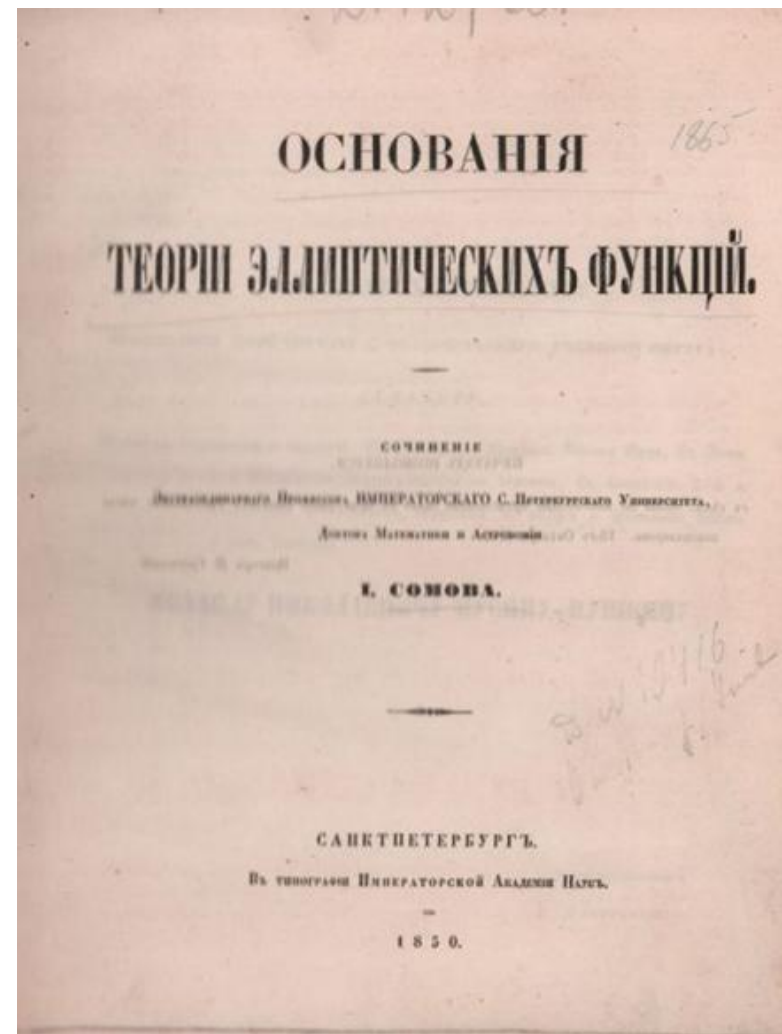 1865
ОСНОВАНІЯ
ТЕОРІИ ЭЛЛИПТИЧЕСКИХЪ ФУНКЦІЙ.
СОЧИНЕНІЕ
Экстраординарнаго Профессора ИМПЕРАТОРСКАГО С. Петербургскаго Университета,
Доктора Математики и Астрономіи
І. СОМОВА.
САНКТПЕТЕРБУРГЪ.
Въ типографіи Императорской Академіи Наукъ.
1850.